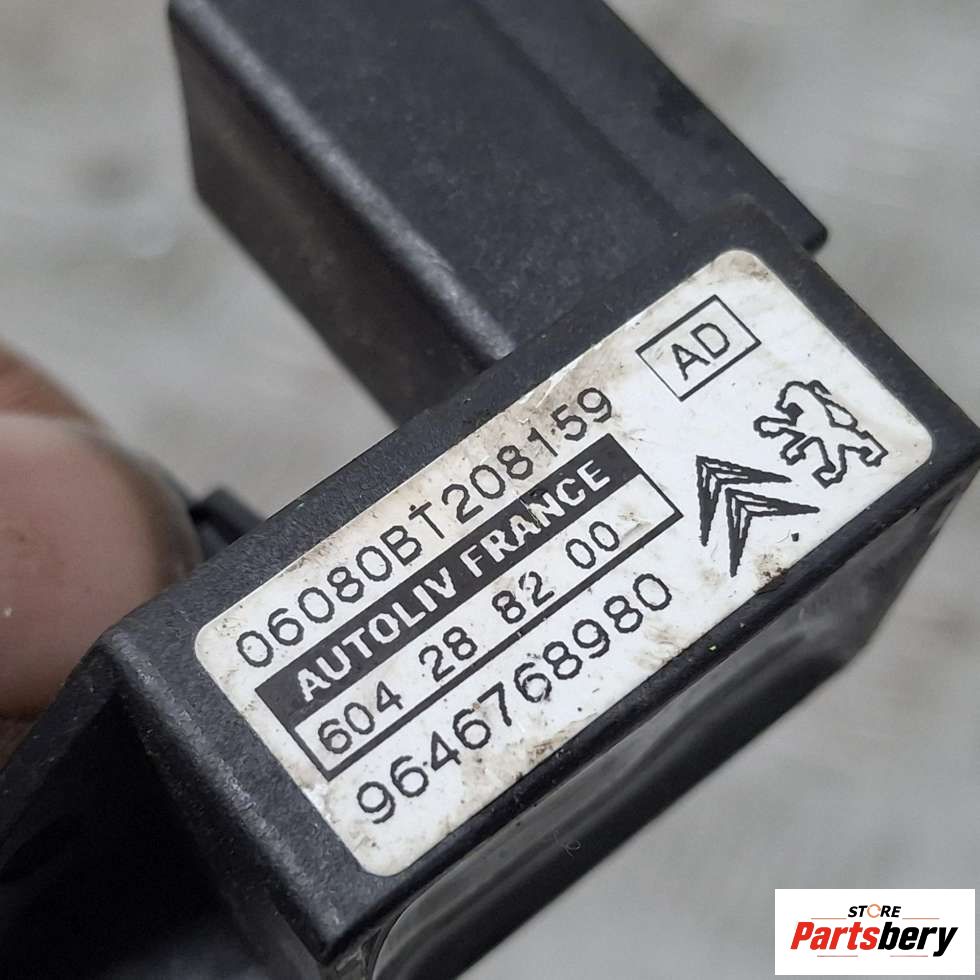 AD
06080BT208159
AUTOLIV FRANCE
604 28 82 00
9646768980
STORE
Partsbery